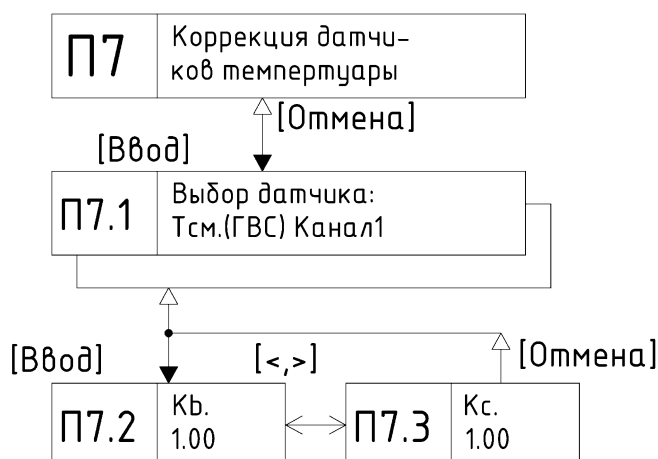 П7
Коррекция датчи-
ков темпертуары
[Отмена]
[Ввод]
П7.1
Выбор датчика:
Тсм.(ГВС) Канал1
[Ввод]
[<,>]
[Отмена]
П7.2
Kb.
1.00
П7.3
Kc.
1.00